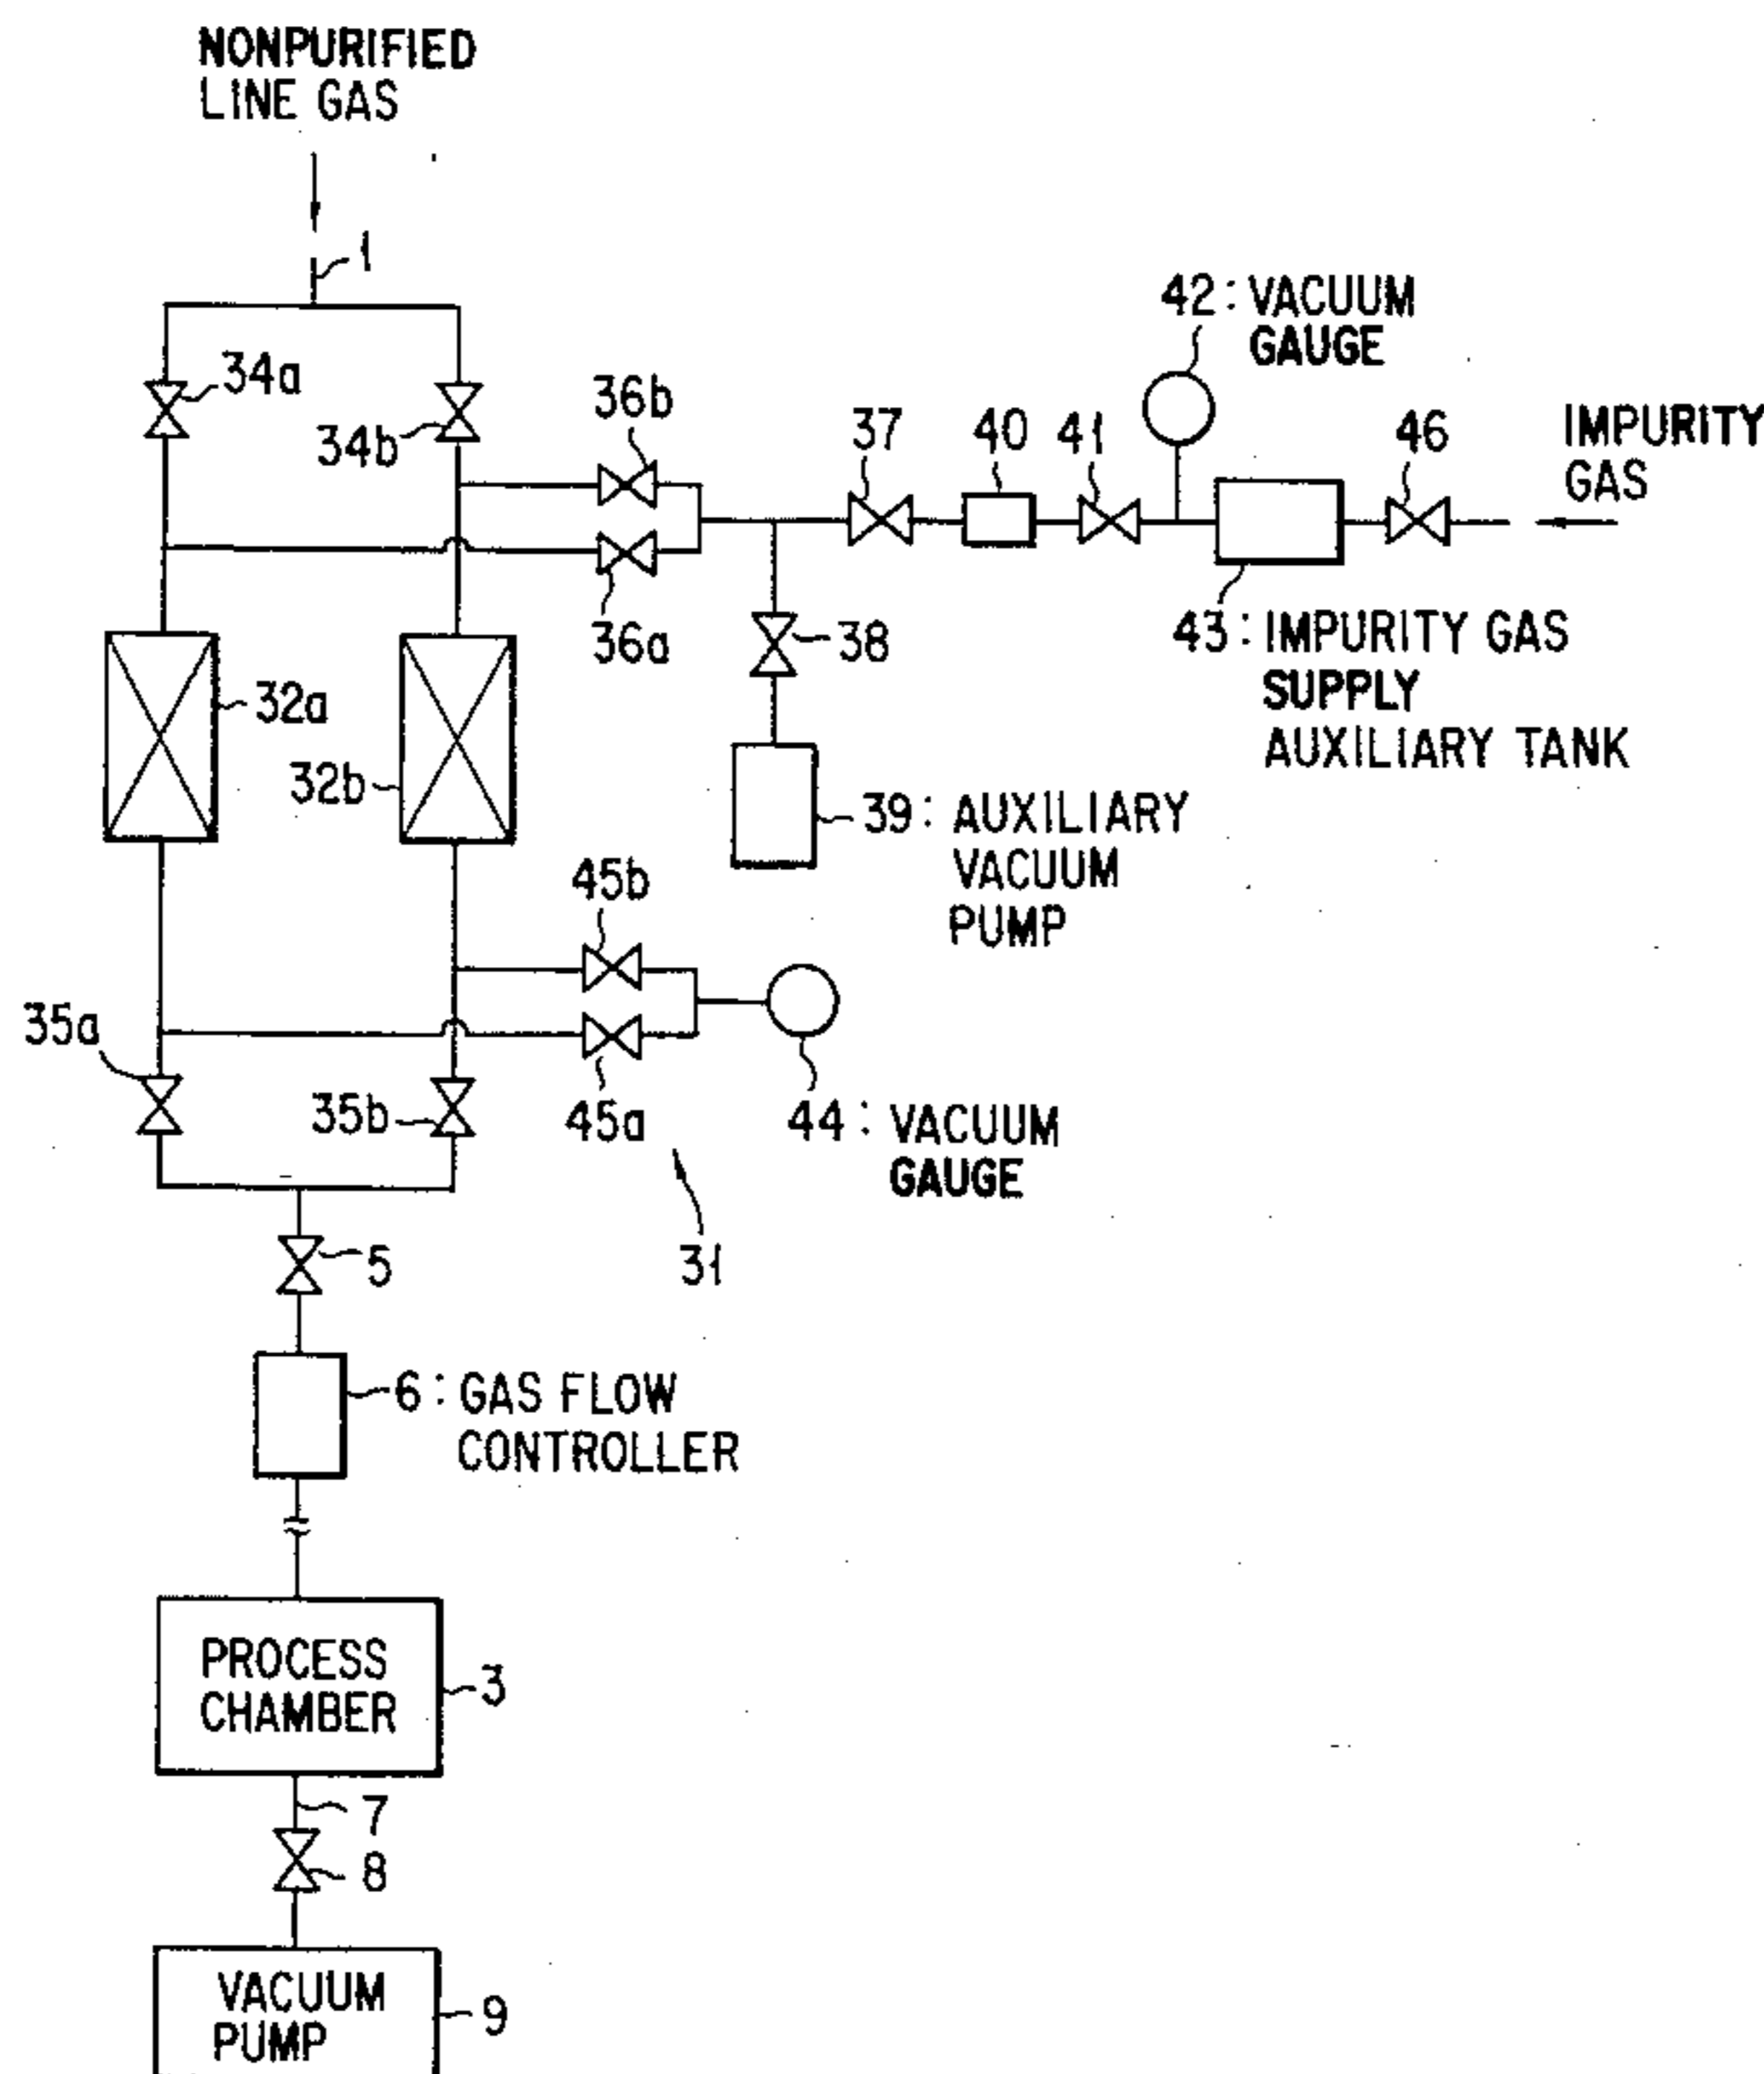 NONPURIFIED
LINE GAS
1
34a
34b
36b
36a
37
40
41
42 : VACUUM
GAUGE
46
IMPURITY
GAS
43 : IMPURITY GAS
SUPPLY
AUXILIARY TANK
38
32a
32b
39 : AUXILIARY
VACUUM
PUMP
45b
45a
35a
35b
44 : VACUUM
GAUGE
31
5
6 : GAS FLOW
CONTROLLER
PROCESS
CHAMBER
3
7
8
VACUUM
PUMP
9